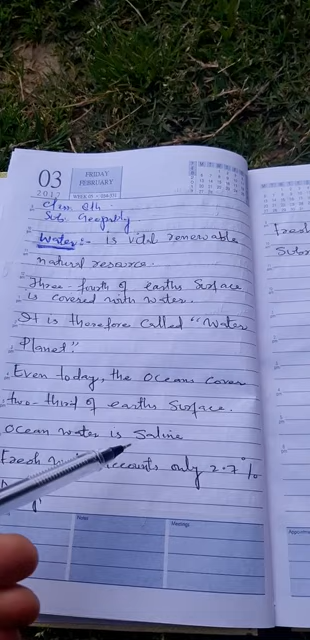 03
FRIDAY
FEBRUARY
2017
Class 8th
Sub. Geography
Water:- is vital renewable
natural resource.
Three-fourth of earths Surface
is covered with water.
It is therefore called "Water
Planet."
Even today, the oceans cover
two-third of earths Surface.
Ocean water is Saline
Fresh accounts only 2.7%
Notes
Meetings
Fresh